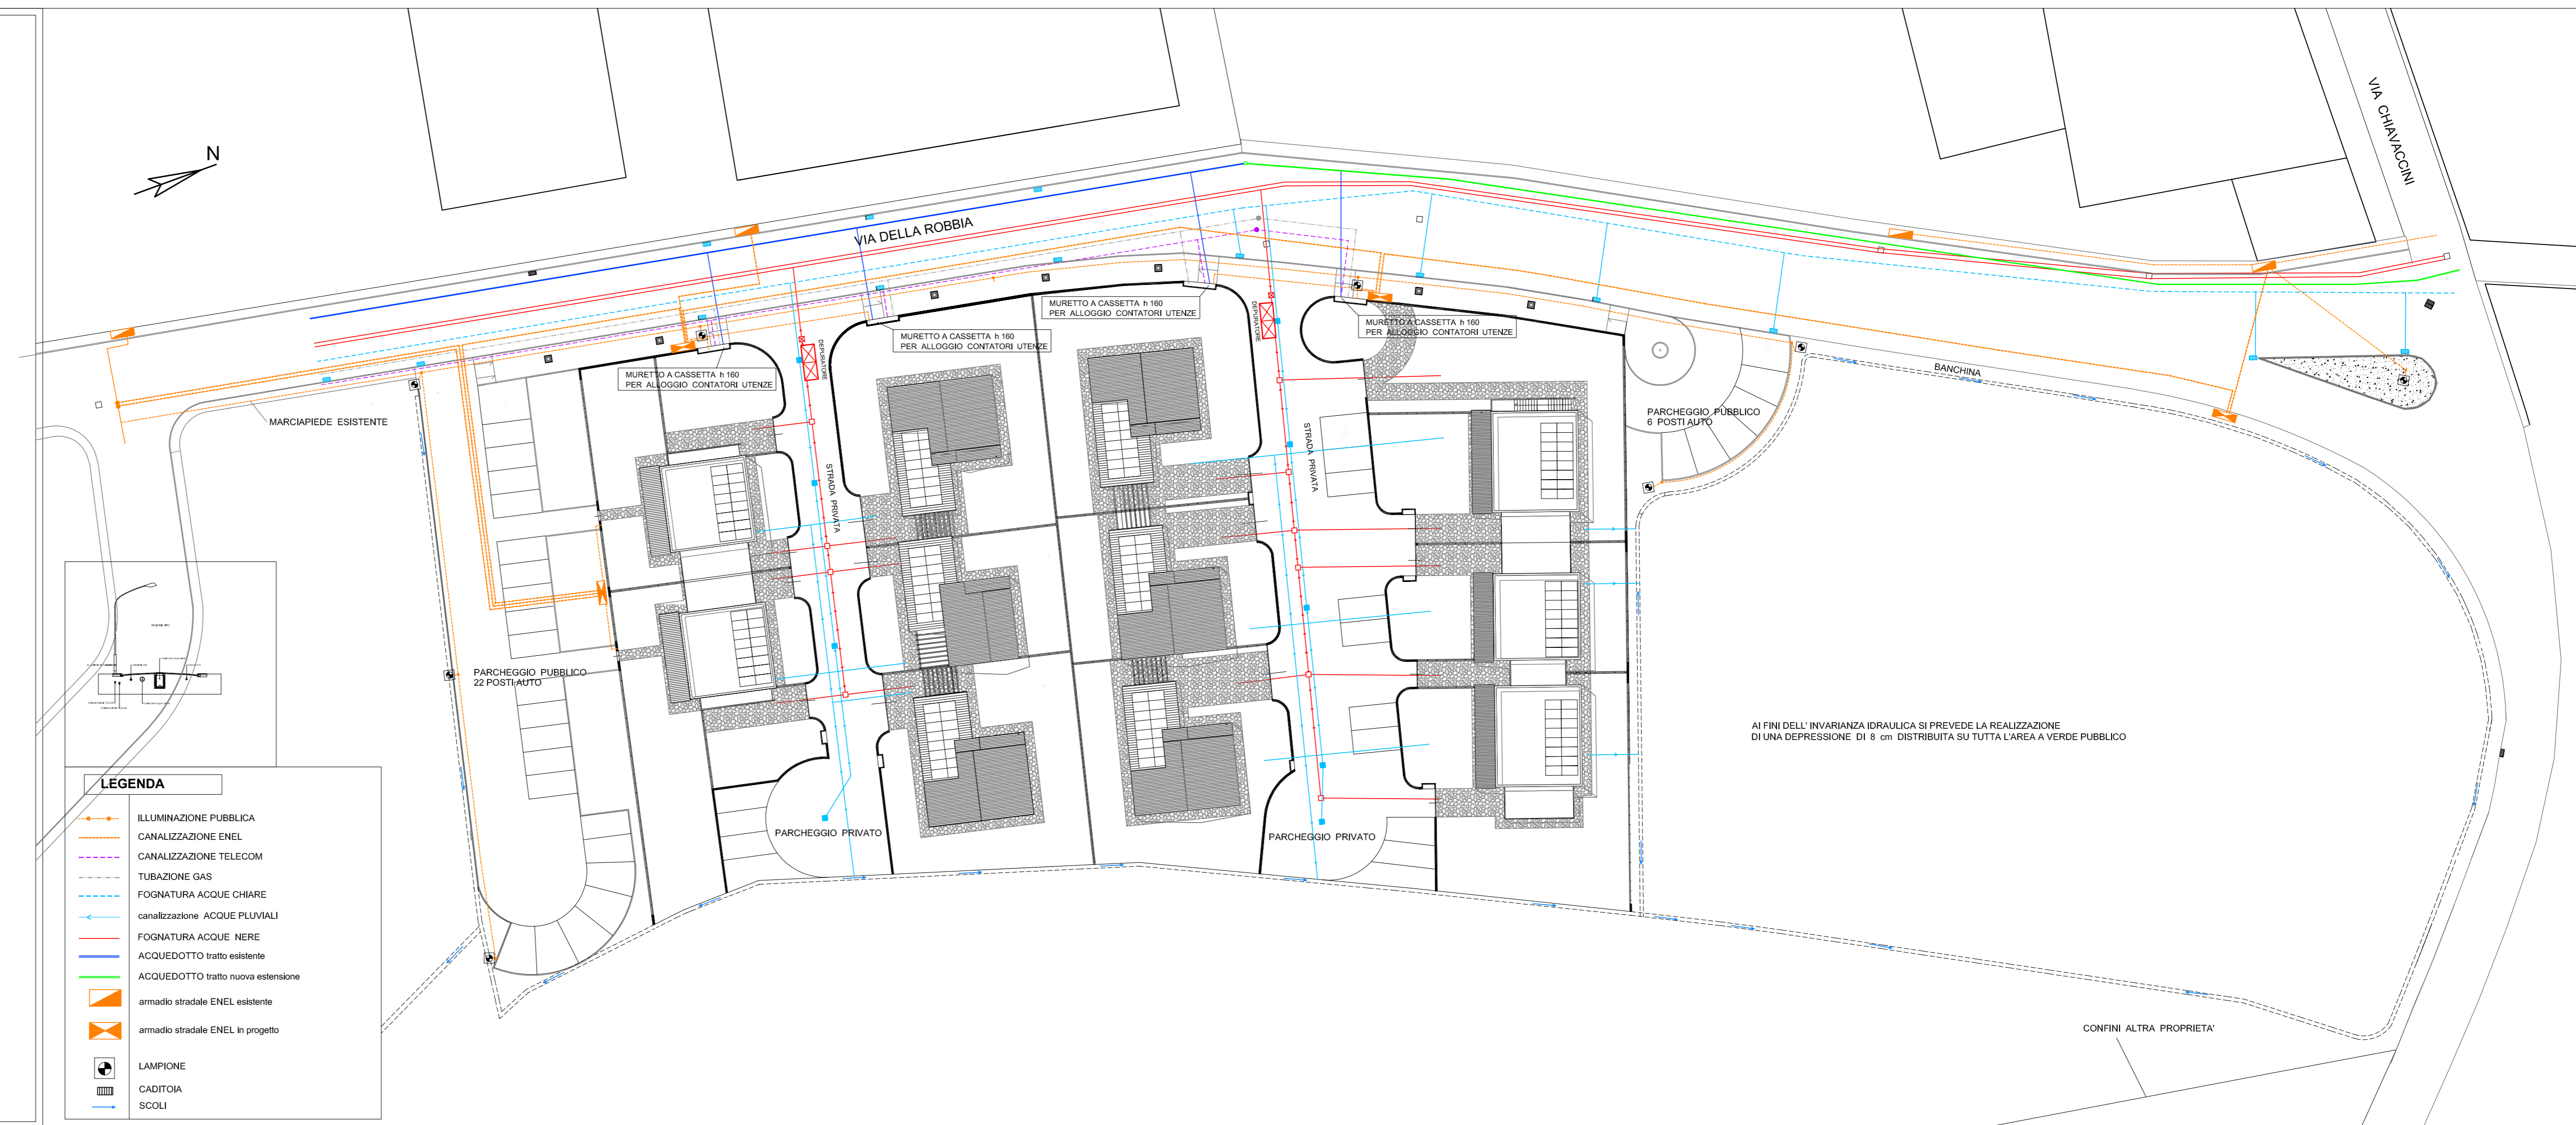 N
VIA DELLA ROBBIA
VIA CHIAVACCINI
MURETTO A CASSETTA h 160
PER ALLOGGIO CONTATORI UTENZE
MURETTO A CASSETTA h 160
PER ALLOGGIO CONTATORI UTENZE
MURETTO A CASSETTA h 160
PER ALLOGGIO CONTATORI UTENZE
MURETTO A CASSETTA h 160
PER ALLOGGIO CONTATORI UTENZE
DEPURATORE
DEPURATORE
MARCIAPIEDE ESISTENTE
BANCHINA
PARCHEGGIO PUBBLICO
6 POSTI AUTO
STRADA PRIVATA
STRADA PRIVATA
PARCHEGGIO PUBBLICO
22 POSTI AUTO
AI FINI DELL' INVARIANZA IDRAULICA SI PREVEDE LA REALIZZAZIONE
DI UNA DEPRESSIONE DI 8 cm DISTRIBUITA SU TUTTA L'AREA A VERDE PUBBLICO
PARCHEGGIO PRIVATO
PARCHEGGIO PRIVATO
CONFINI ALTRA PROPRIETA'
LEGENDA
ILLUMINAZIONE PUBBLICA
CANALIZZAZIONE ENEL
CANALIZZAZIONE TELECOM
TUBAZIONE GAS
FOGNATURA ACQUE CHIARE
canalizzazione ACQUE PLUVIALI
FOGNATURA ACQUE NERE
ACQUEDOTTO tratto esistente
ACQUEDOTTO tratto nuova estensione
armadio stradale ENEL esistente
armadio stradale ENEL in progetto
LAMPIONE
CADITOIA
SCOLI